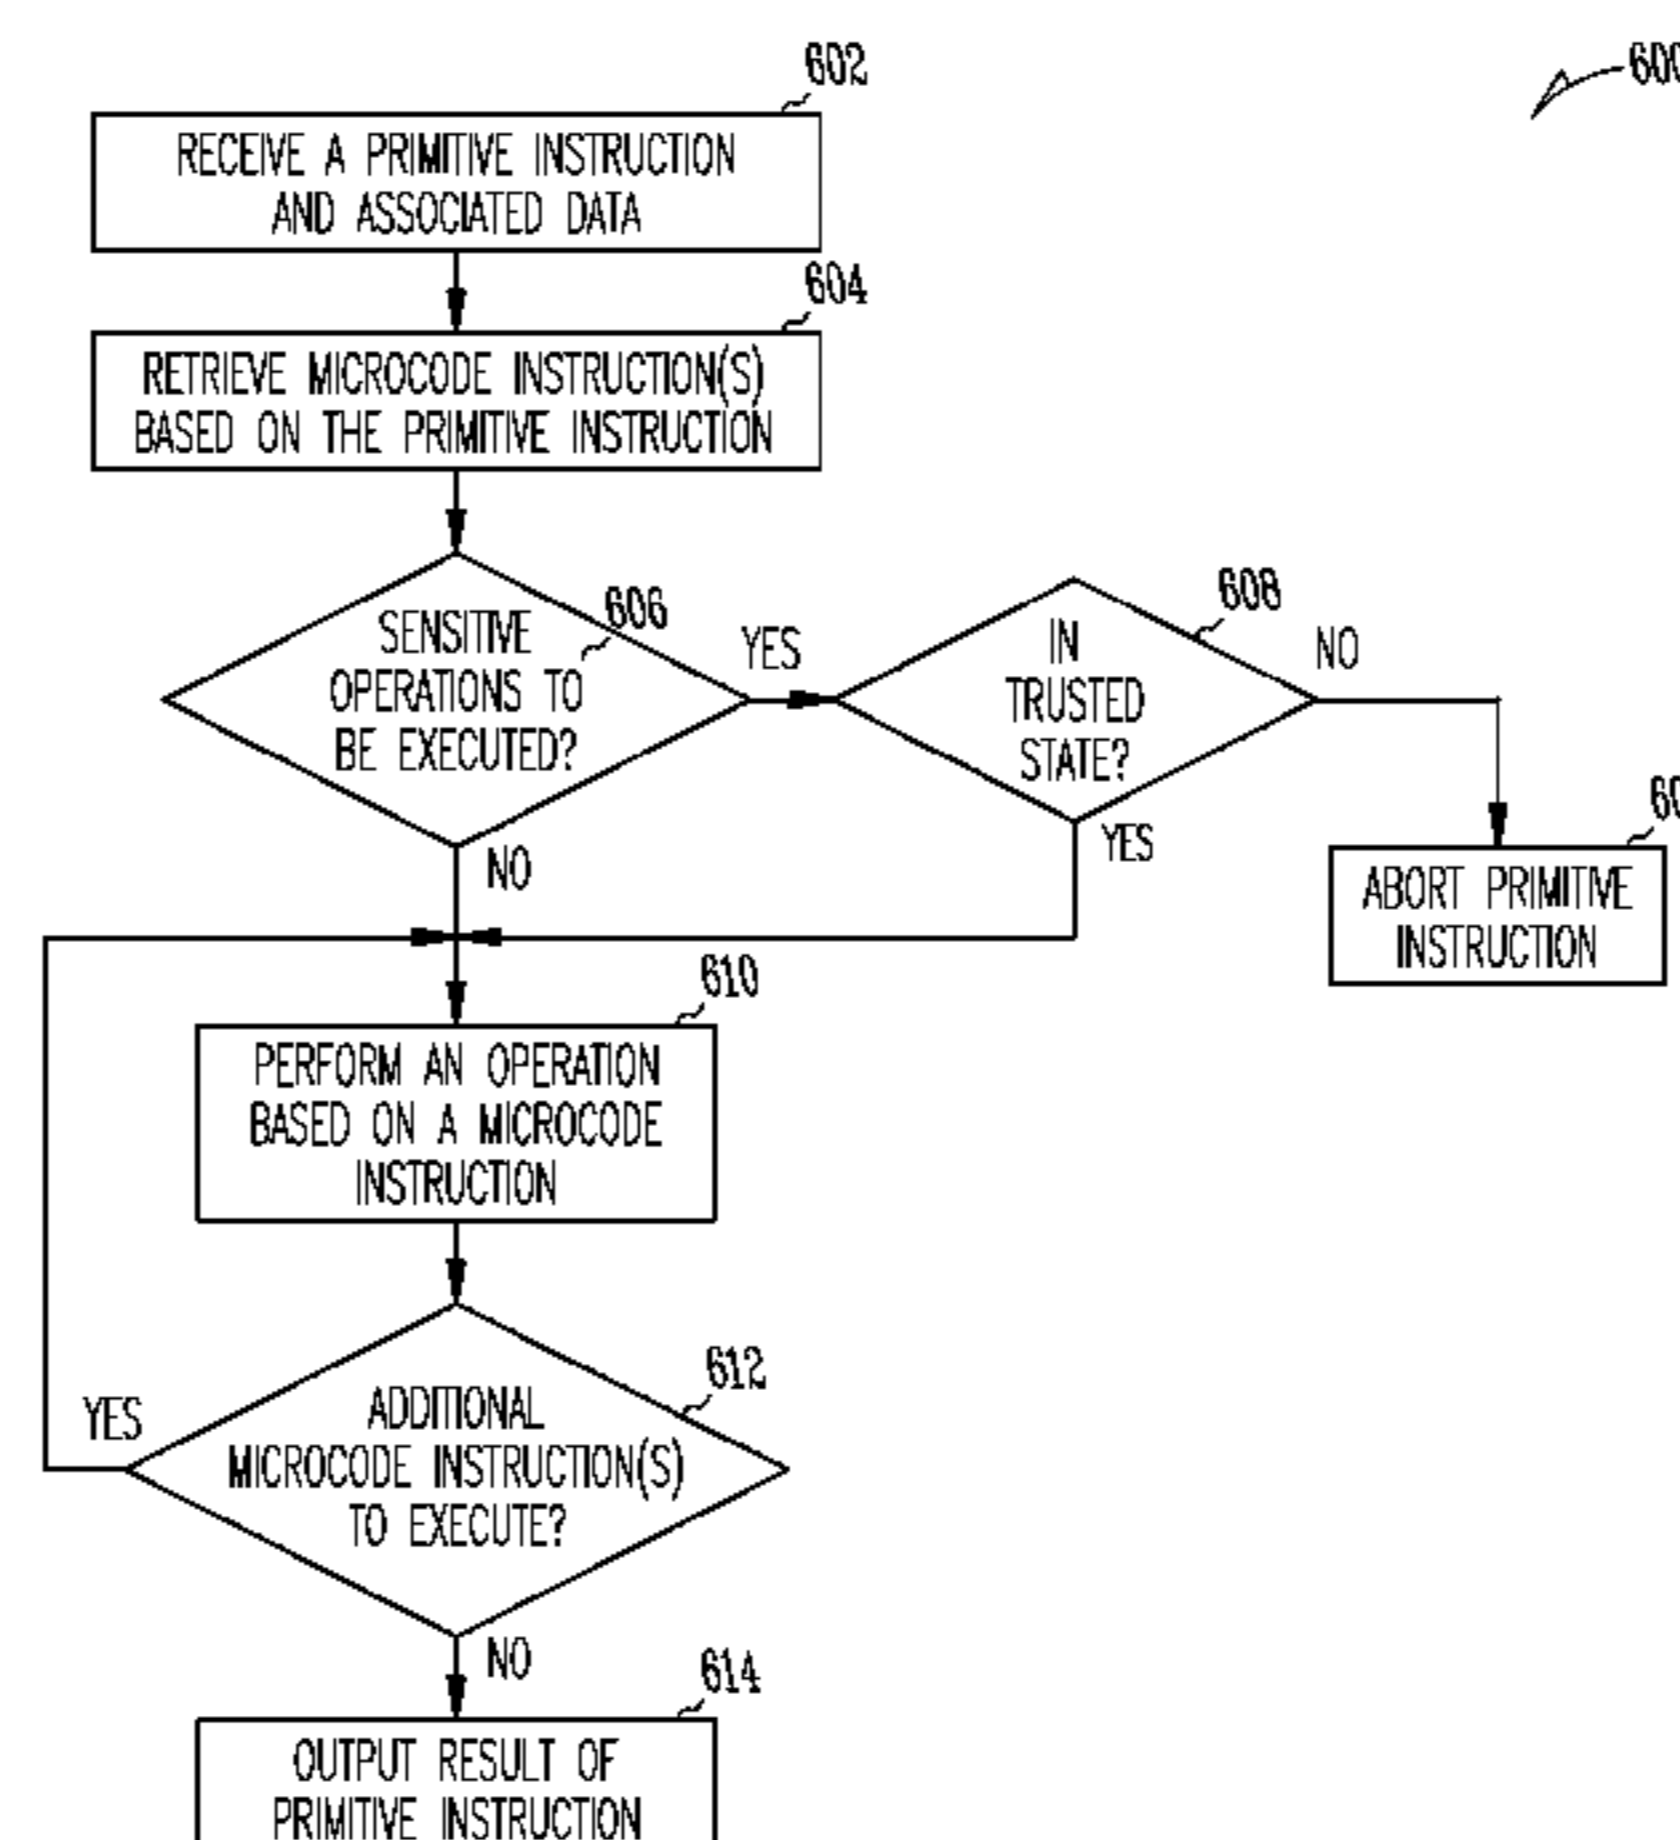 602
600
RECEIVE A PRIMITIVE INSTRUCTION
AND ASSOCIATED DATA
604
RETRIEVE MICROCODE INSTRUCTION(S)
BASED ON THE PRIMITIVE INSTRUCTION
606
SENSITIVE
OPERATIONS TO
BE EXECUTED?
YES
NO
608
IN
TRUSTED
STATE?
NO
YES
ABORT PRIMITIVE
INSTRUCTION
610
PERFORM AN OPERATION
BASED ON A MICROCODE
INSTRUCTION
612
ADDITIONAL
MICROCODE INSTRUCTION(S)
TO EXECUTE?
YES
NO
614
OUTPUT RESULT OF
PRIMITIVE INSTRUCTION